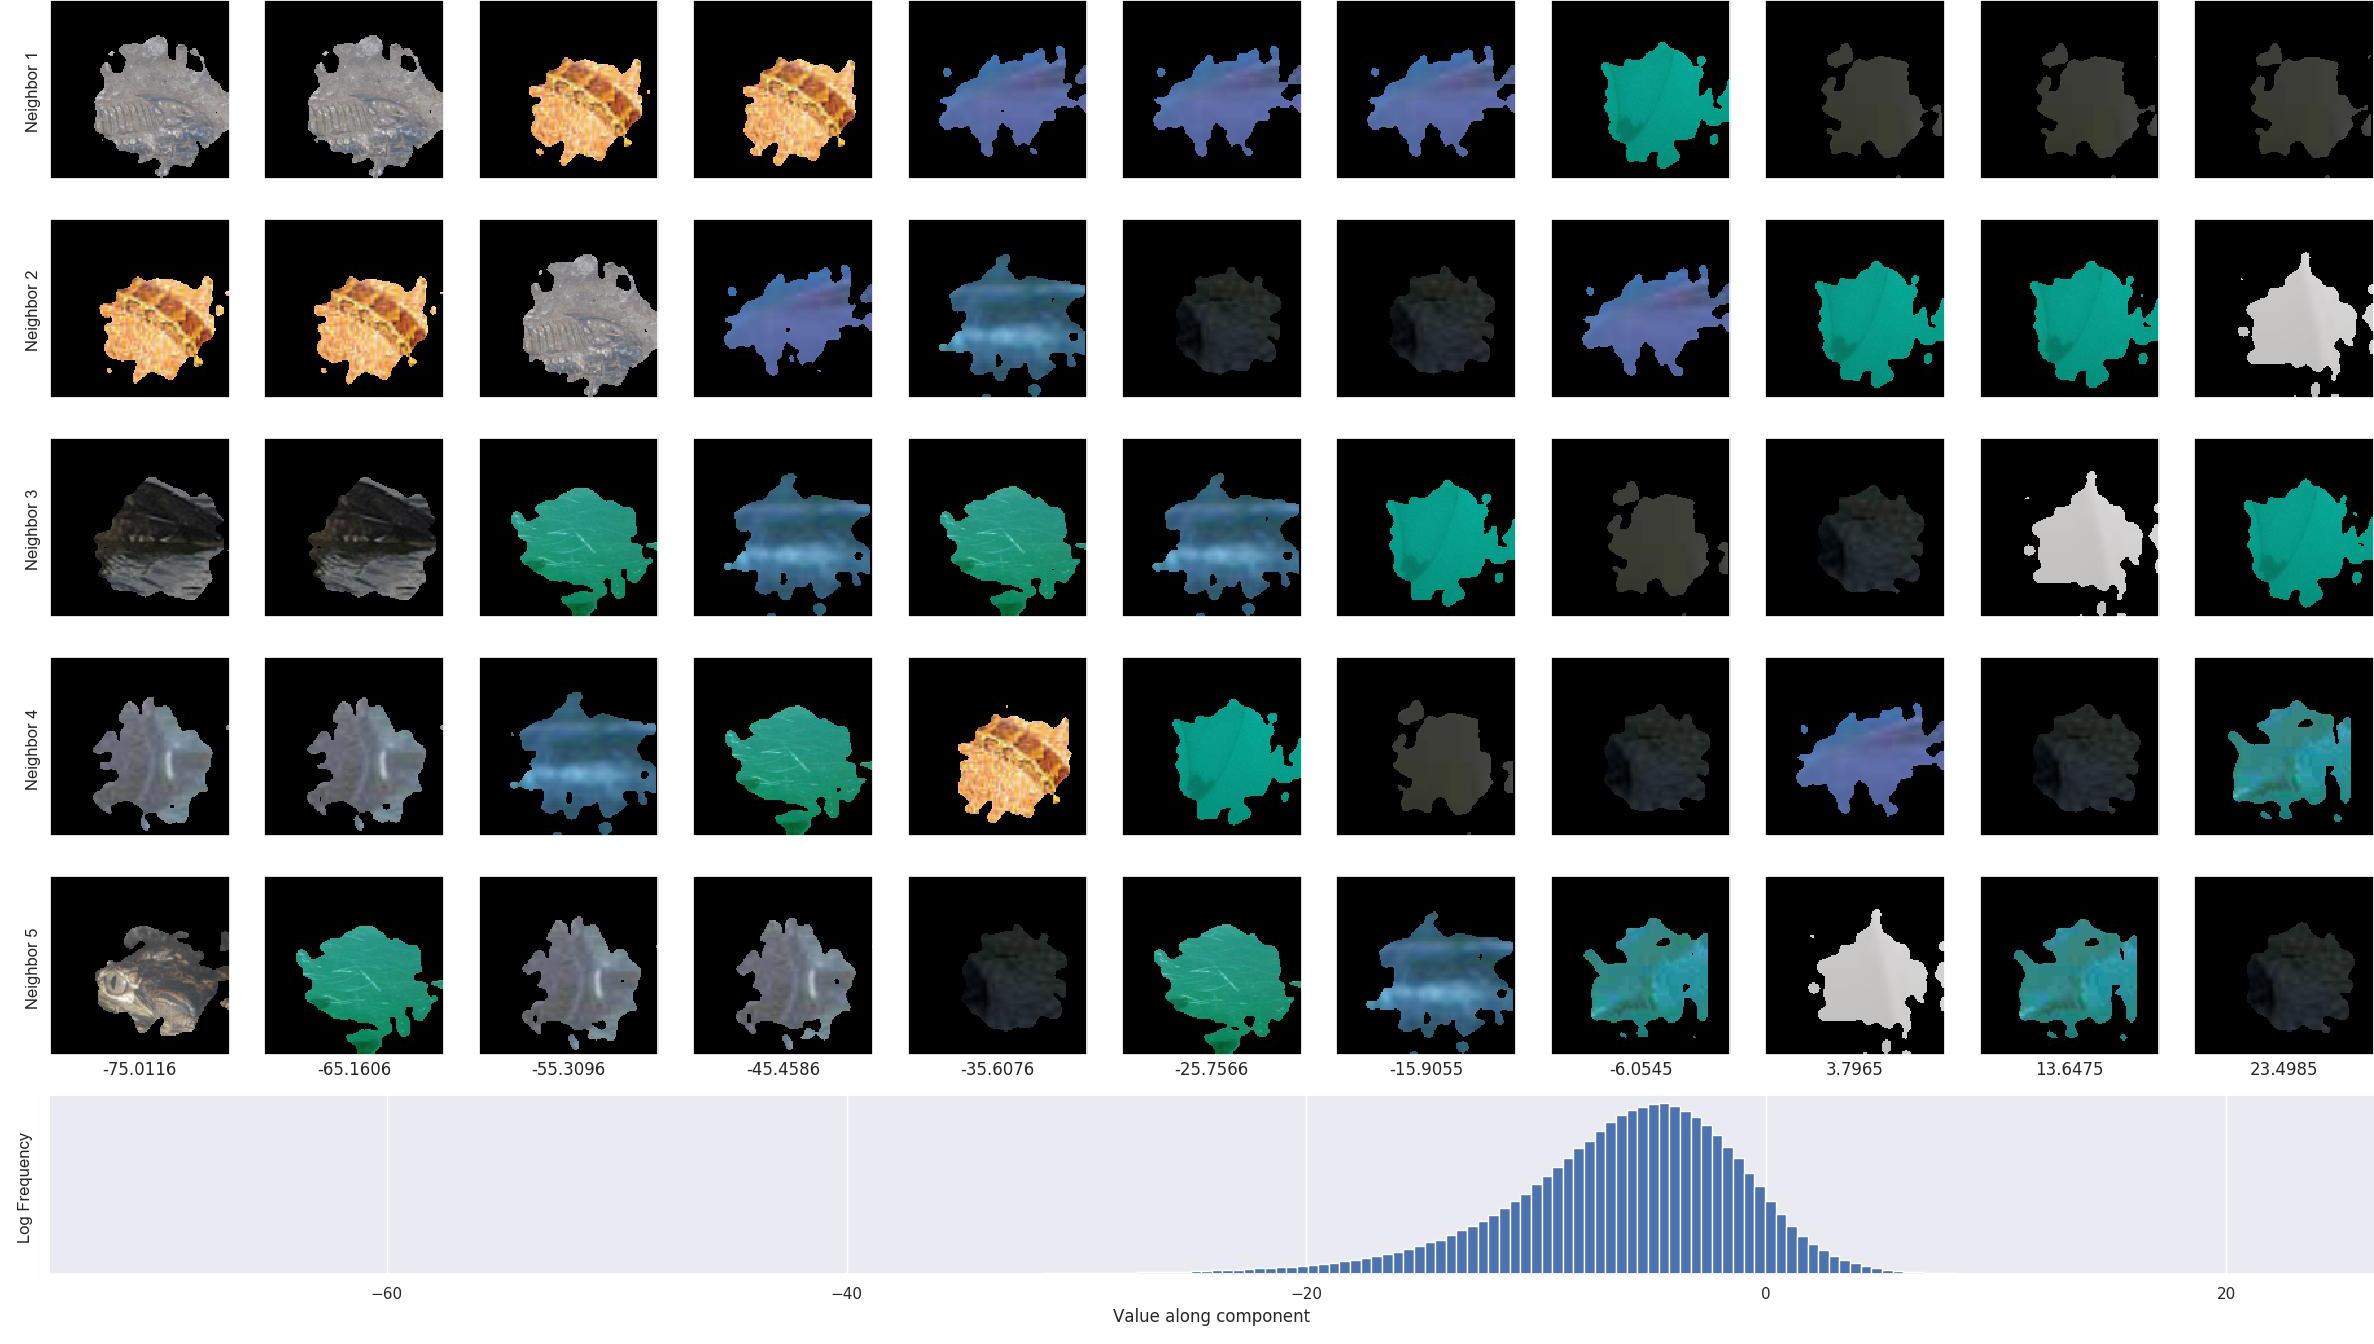 Neighbor 1
Neighbor 2
Neighbor 3
Neighbor 4
Neighbor 5
-75.0116 -65.1606 -55.3096 -45.4586 -35.6076 -25.7566 -15.9055 -6.0545 3.7965 13.6475 23.4985
Log Frequency
−60 −40 −20 0 20
Value along component